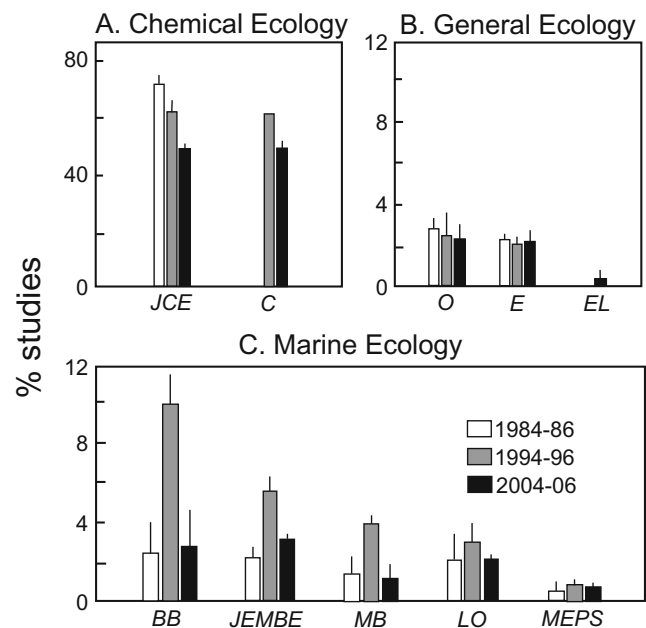 A. Chemical Ecology
B. General Ecology
80
40
0
JCE C
12
8
4
0
O E EL
% studies
C. Marine Ecology
12
8
4
0
1984-86
1994-96
2004-06
BB JEMBE MB LO MEPS